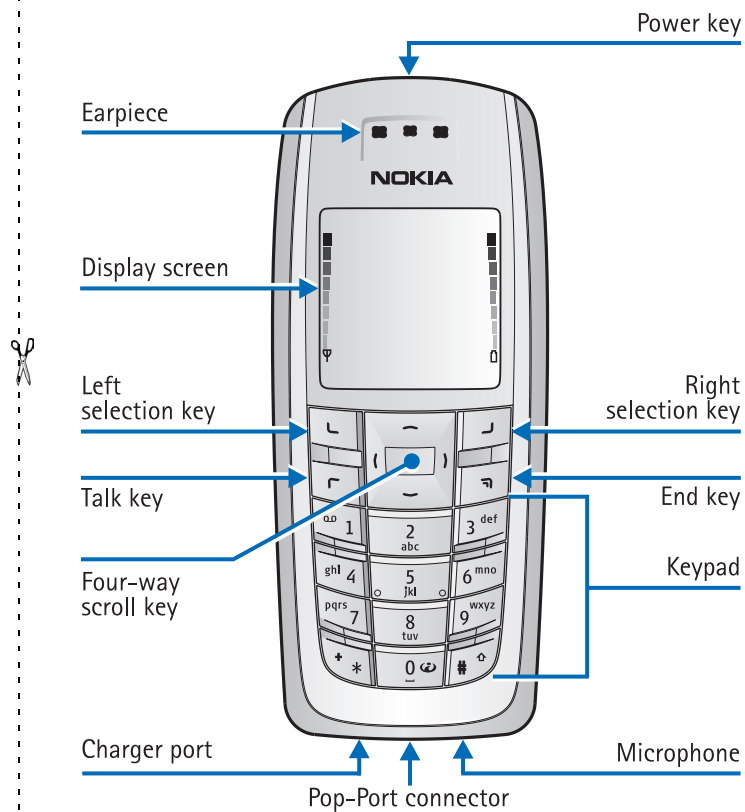 Power key
Earpiece
NOKIA
Display screen
Left
selection key
Right
selection key
Talk key
End key
1
2
abc
3 def
Keypad
ghl 4
5
jkl
6 mno
Four-way
scroll key
pqrs 7
8
tuv
9 wxyz
+ *
0
#
Charger port
Microphone
Pop-Port connector